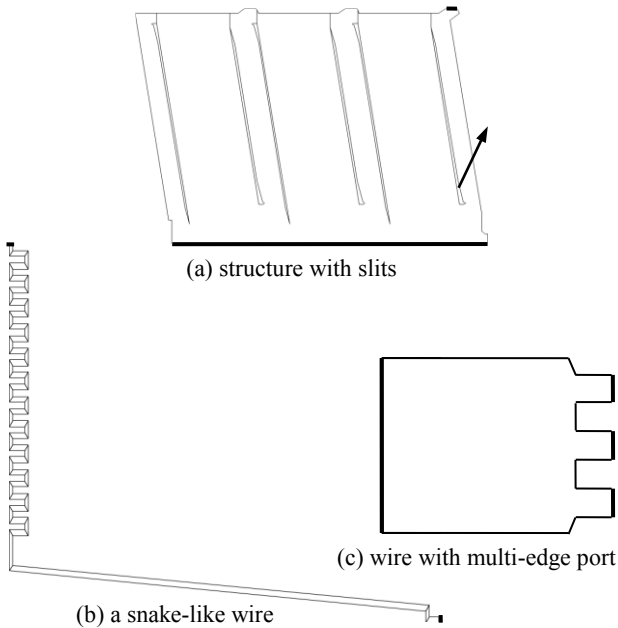 (a) structure with slits
(c) wire with multi-edge port
(b) a snake-like wire